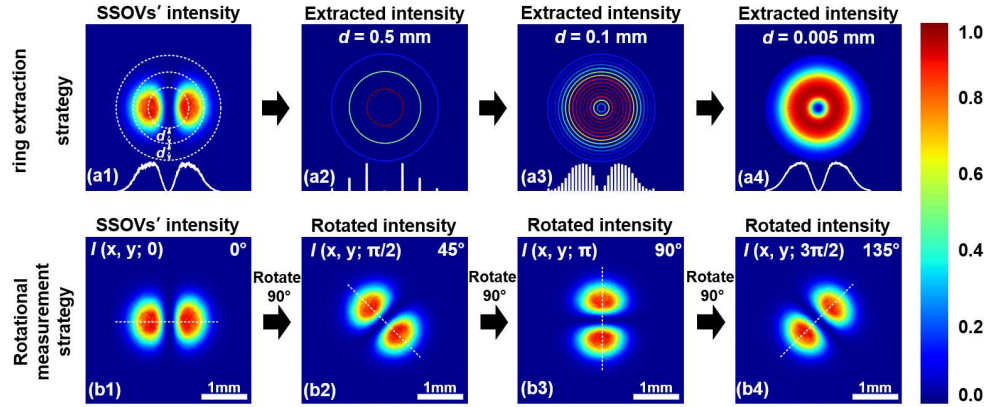 SSOVs′ intensity
Extracted intensity
Extracted intensity
Extracted intensity
ring extraction
strategy
d
d
(a1)
d = 0.5 mm
(a2)
d = 0.1 mm
(a3)
d = 0.005 mm
(a4)
1.0
0.8
0.6
0.4
0.2
0.0
SSOVs′ intensity
Rotated intensity
Rotated intensity
Rotated intensity
Rotational
measurement
strategy
I (x, y; 0) 0°
(b1)
1mm
Rotate
90°
I (x, y; π/2) 45°
(b2)
1mm
Rotate
90°
I (x, y; π) 90°
(b3)
1mm
Rotate
90°
I (x, y; 3π/2) 135°
(b4)
1mm